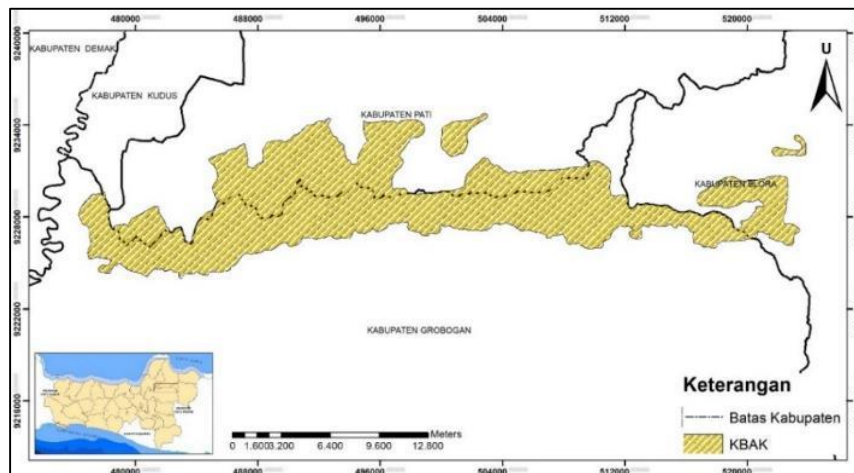 480000 488000 496000 504000 512000 520000
9240000
9234000
9228000
9222000
9216000
KABUPATEN DEMAK
KABUPATEN KUDUS
KABUPATEN PATI
KABUPATEN BLORA
KABUPATEN GROBOGAN
U
Keterangan
Batas Kabupaten
KBAK
Meters
0 1.600 3.200 6.400 9.600 12.800
480000 488000 496000 504000 512000 520000